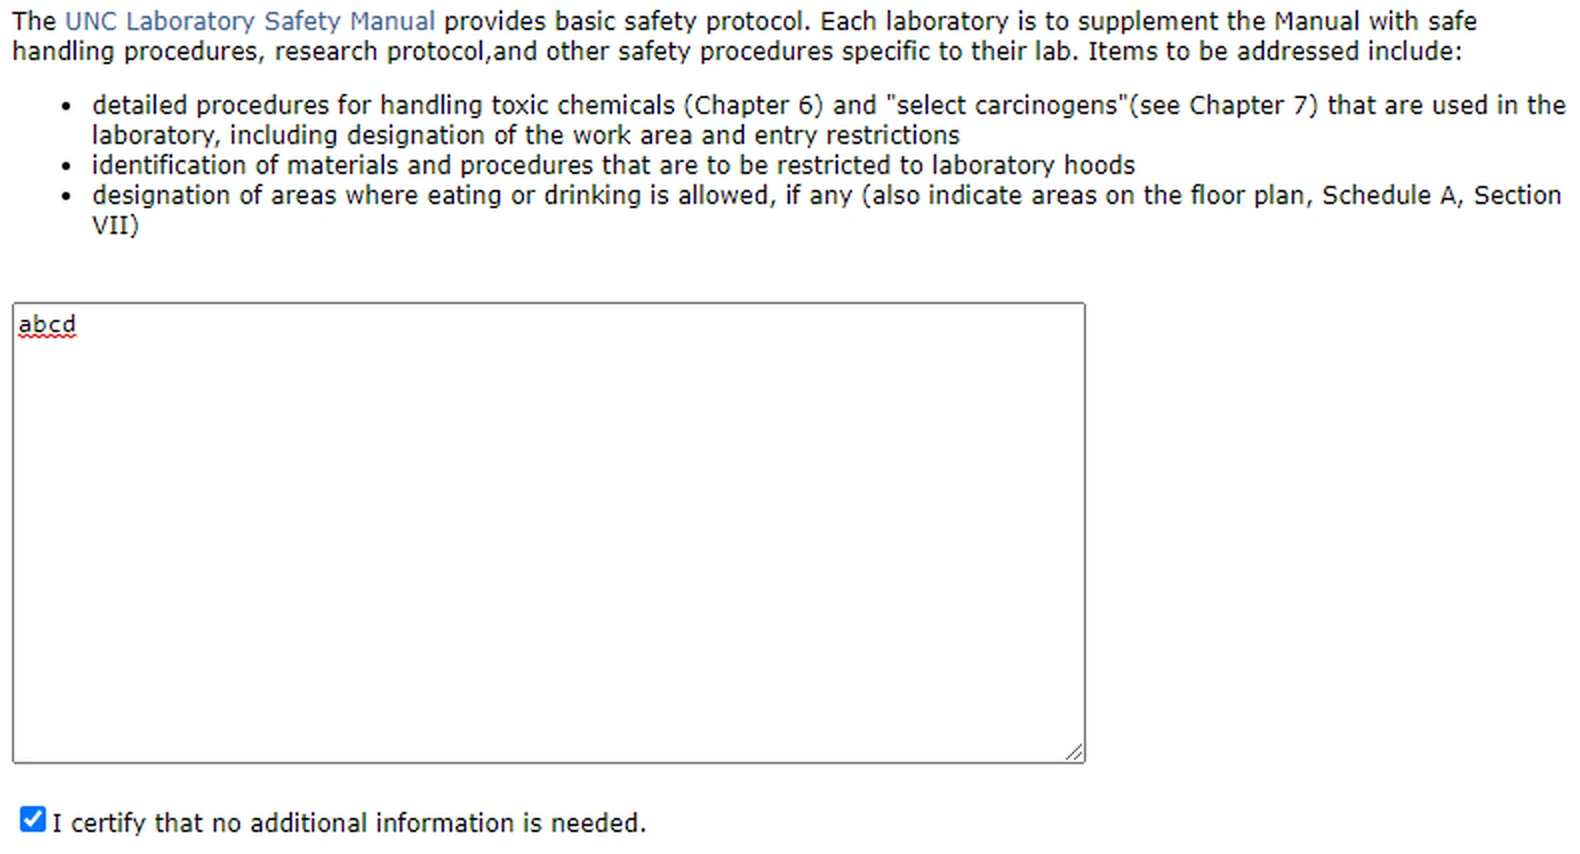 The UNC Laboratory Safety Manual provides basic safety protocol. Each laboratory is to supplement the Manual with safe
handling procedures, research protocol,and other safety procedures specific to their lab. Items to be addressed include:
• detailed procedures for handling toxic chemicals (Chapter 6) and "select carcinogens"(see Chapter 7) that are used in the
laboratory, including designation of the work area and entry restrictions
• identification of materials and procedures that are to be restricted to laboratory hoods
• designation of areas where eating or drinking is allowed, if any (also indicate areas on the floor plan, Schedule A, Section
VII)
abcd
I certify that no additional information is needed.